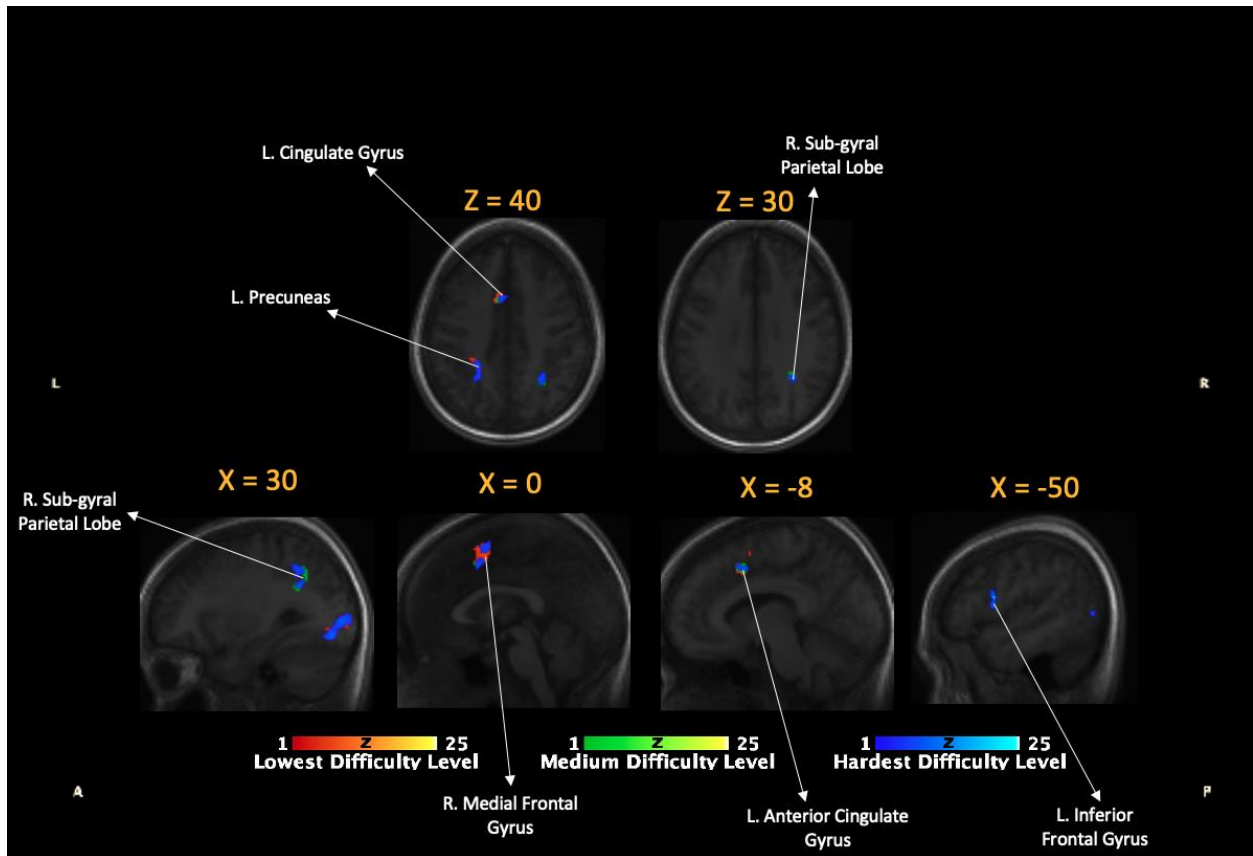 L. Cingulate Gyrus
R. Sub-gyral
Parietal Lobe
Z = 40
Z = 30
L. Precuneas
L
R
X = 30
X = 0
X = -8
X = -50
R. Sub-gyral
Parietal Lobe
1 Z 25
Lowest Difficulty Level
1 Z 25
Medium Difficulty Level
1 Z 25
Hardest Difficulty Level
A
P
R. Medial Frontal
Gyrus
L. Anterior Cingulate
Gyrus
L. Inferior
Frontal Gyrus